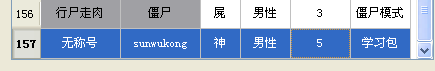 156 行尸走肉 僵尸 屍 男性 3 僵尸模式
157 无称号 sunwukong 神 男性 5 学习包